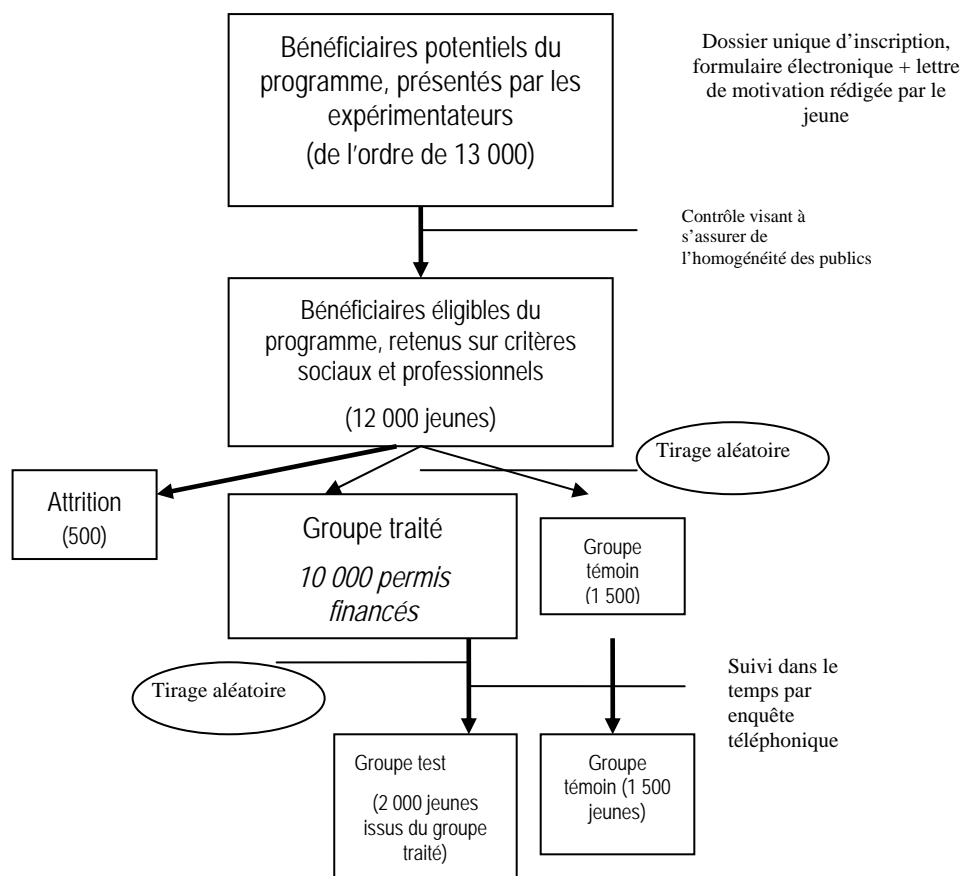 Bénéficiaires potentiels du
programme, présentés par les
expérimentateurs
(de l'ordre de 13 000)
Dossier unique d'inscription,
formulaire électronique + lettre
de motivation rédigée par le
jeune
Contrôle visant à
s'assurer de
l'homogénéité des publics
Bénéficiaires éligibles du
programme, retenus sur critères
sociaux et professionnels
(12 000 jeunes)
Tirage aléatoire
Attrition
(500)
Groupe traité
10 000 permis
financés
Groupe
témoin
(1 500)
Tirage aléatoire
Suivi dans le
temps par
enquête
téléphonique
Groupe test
(2 000 jeunes
issus du groupe
traité)
Groupe
témoin (1 500
jeunes)